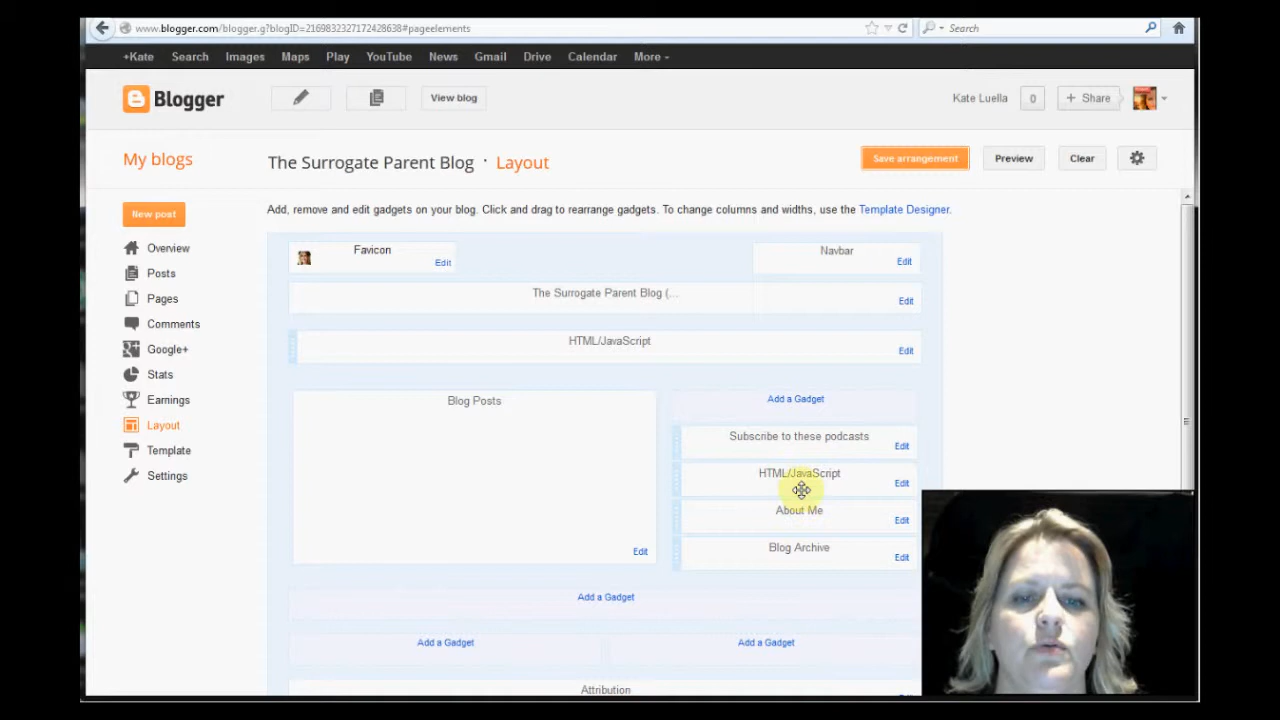 www.blogger.com/blogger.g?blogID=2169832327172428638#pageelements
Search
+Kate Search Images Maps Play YouTube News Gmail Drive Calendar More
Blogger
View blog
Kate Luella 0 + Share
My blogs
The Surrogate Parent Blog · Layout
Save arrangement Preview Clear
New post
Add, remove and edit gadgets on your blog. Click and drag to rearrange gadgets. To change columns and widths, use the Template Designer.
Overview
Posts
Pages
Comments
Google+
Stats
Earnings
Layout
Template
Settings
Favicon
Edit
Navbar
Edit
The Surrogate Parent Blog (...
Edit
HTML/JavaScript
Edit
Blog Posts
Edit
Add a Gadget
Subscribe to these podcasts
Edit
HTML/JavaScript
Edit
About Me
Edit
Blog Archive
Edit
Add a Gadget
Add a Gadget
Add a Gadget
Attribution